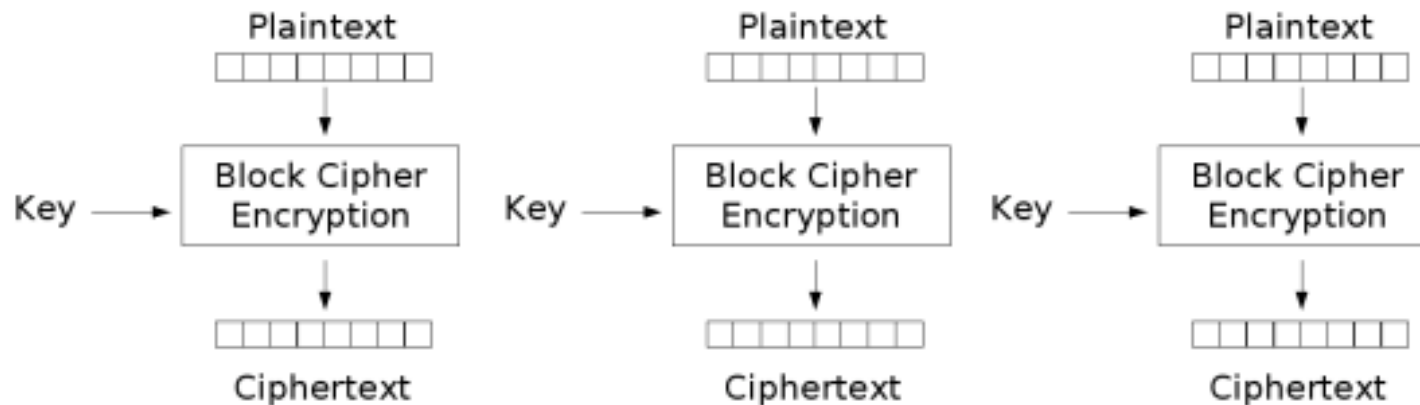 Plaintext Plaintext Plaintext
Block Cipher Block Cipher Block Cipher
Key Encryption Key Encryption Key Encryption
Ciphertext Ciphertext Ciphertext